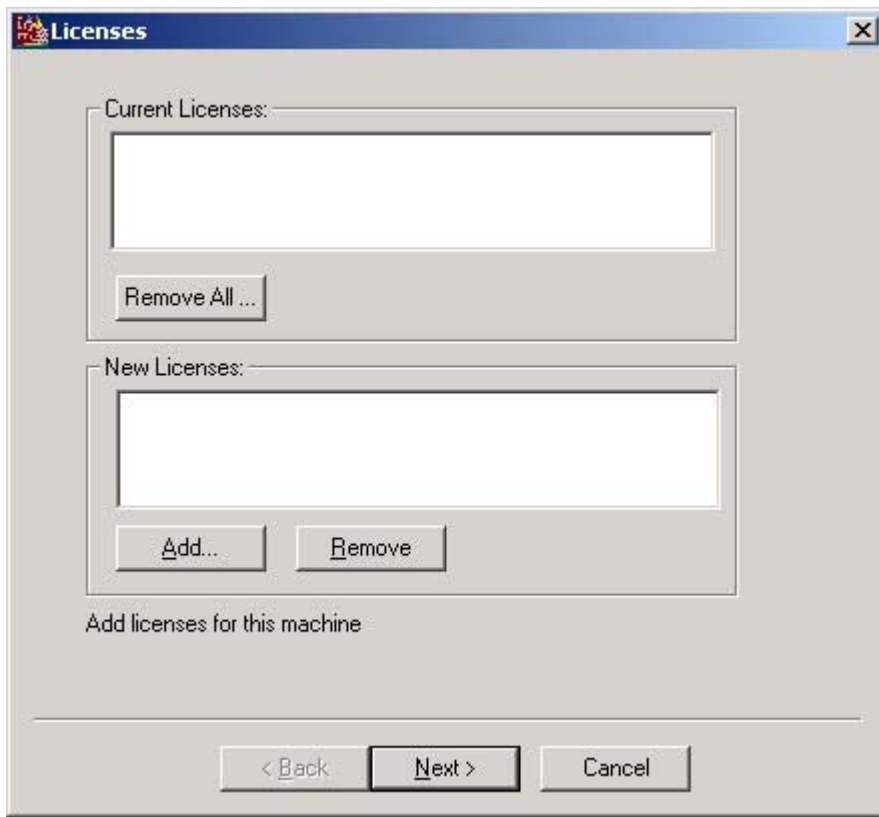 Licenses
Current Licenses:
Remove All ...
New Licenses:
Add...
Remove
Add licenses for this machine
< Back
Next >
Cancel